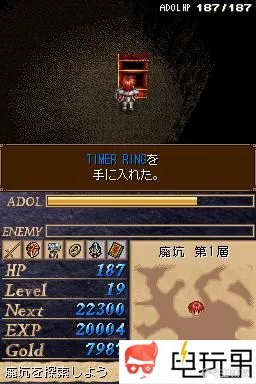 ADOL HP 187/187
TIMER RINGを
手に入れた。
ADOL
ENEMY
HP 187
Level 19
Next 22300
EXP 20004
Gold 798
廃坑 第1層
廃坑を探索しよう
电玩男